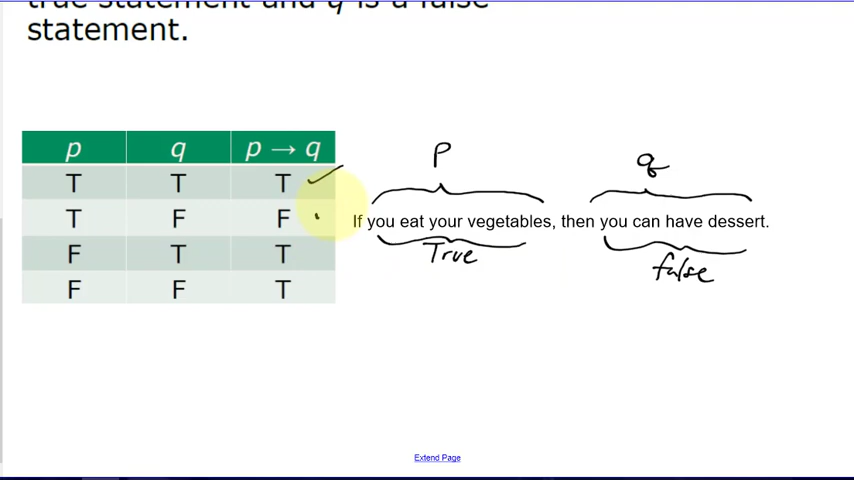 true statement and q is a false
statement.
p q p → q
T T T ✓
T F F
F T T
F F T
P q
If you eat your vegetables, then you can have dessert.
True false
Extend Page